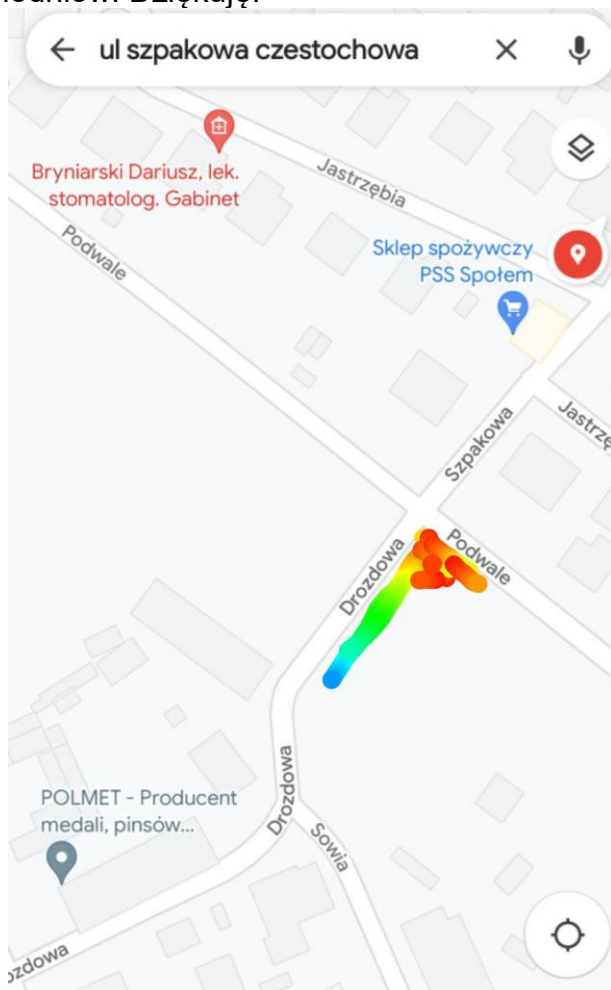 ul szpakowa czestochowa
Bryniarski Dariusz, lek.
stomatolog. Gabinet
Jastrzębia
Podwale
Sklep spożywczy
PSS Społem
Jastrzę
Szpakowa
Podwale
Drozdowa
Drozdowa
POLMET - Producent
medali, pinsów...
Sowia
ozdowa